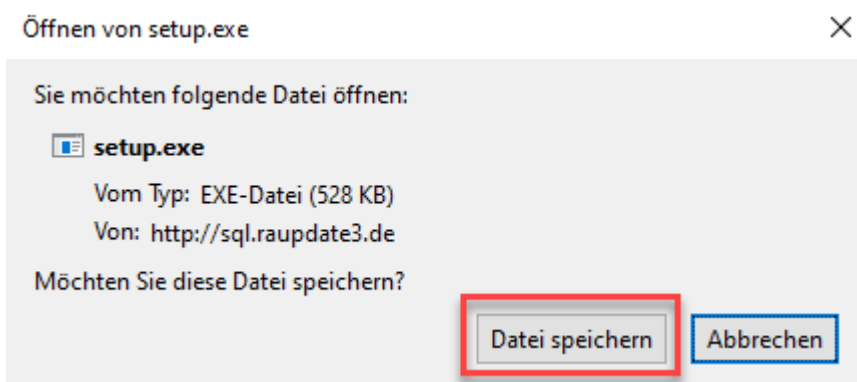 Öffnen von setup.exe
Sie möchten folgende Datei öffnen:
setup.exe
Vom Typ: EXE-Datei (528 KB)
Von: http://sql.raupdate3.de
Möchten Sie diese Datei speichern?
Datei speichern Abbrechen